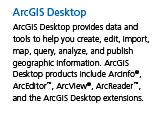 ArcGIS Desktop
ArcGIS Desktop provides data and
tools to help you create, edit, import,
map, query, analyze, and publish
geographic information. ArcGIS
Desktop products include ArcInfo®,
ArcEditor™, ArcView®, ArcReader™,
and the ArcGIS Desktop extensions.